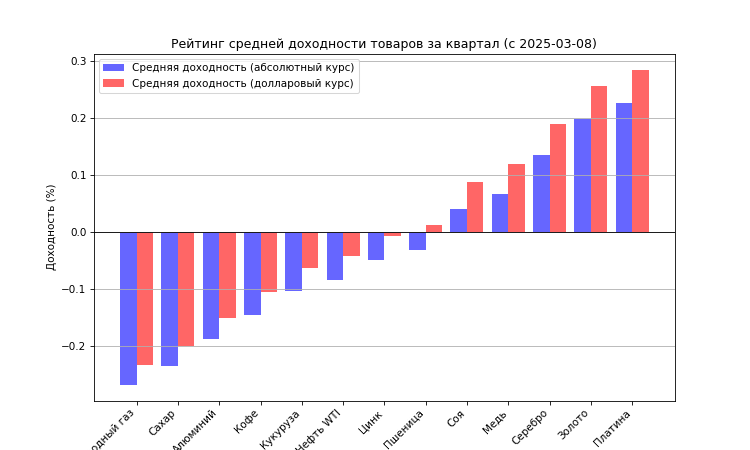 Рейтинг средней доходности товаров за квартал (с 2025-03-08)
Средняя доходность (абсолютный курс)
Средняя доходность (долларовый курс)
Доходность (%)
0.3
0.2
0.1
0.0
−0.1
−0.2
одный газ
Сахар
Алюминий
Кофе
Кукуруза
Нефть WTI
Цинк
Пшеница
Соя
Медь
Серебро
Золото
Платина